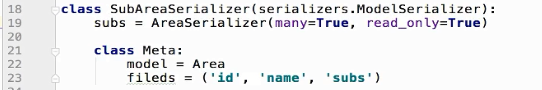 18 class SubAreaSerializer(serializers.ModelSerializer):
19     subs = AreaSerializer(many=True, read_only=True)
20
21     class Meta:
22         model = Area
23         fileds = ('id', 'name', 'subs')